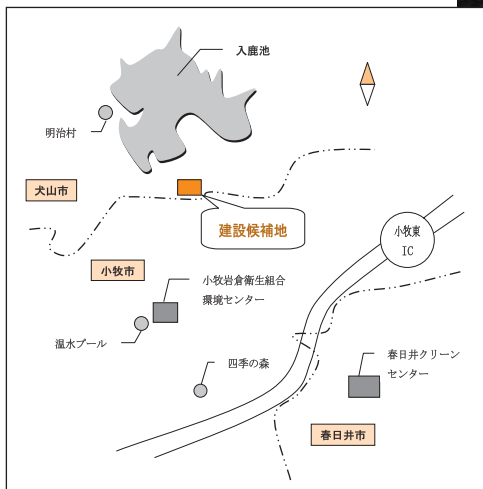 入鹿池
明治村
犬山市
建設候補地
小牧東
IC
小牧市
小牧岩倉衛生組合
環境センター
温水プール
四季の森
春日井クリーン
センター
春日井市